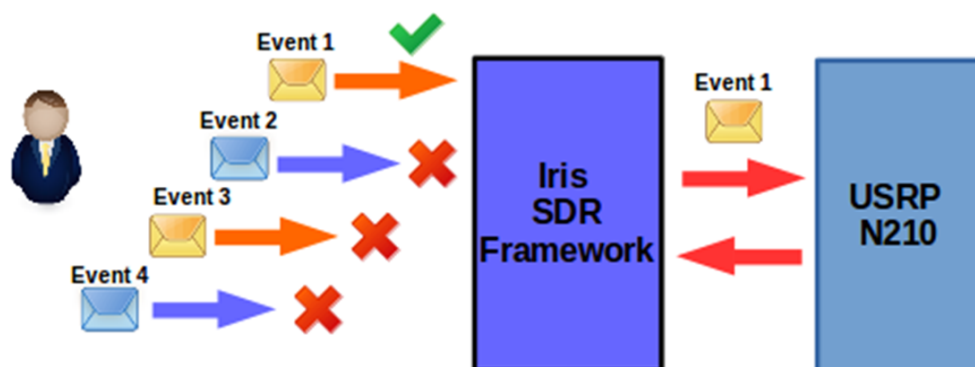 Event 1
Event 2
Event 3
Event 4
Iris
SDR
Framework
Event 1
USRP
N210